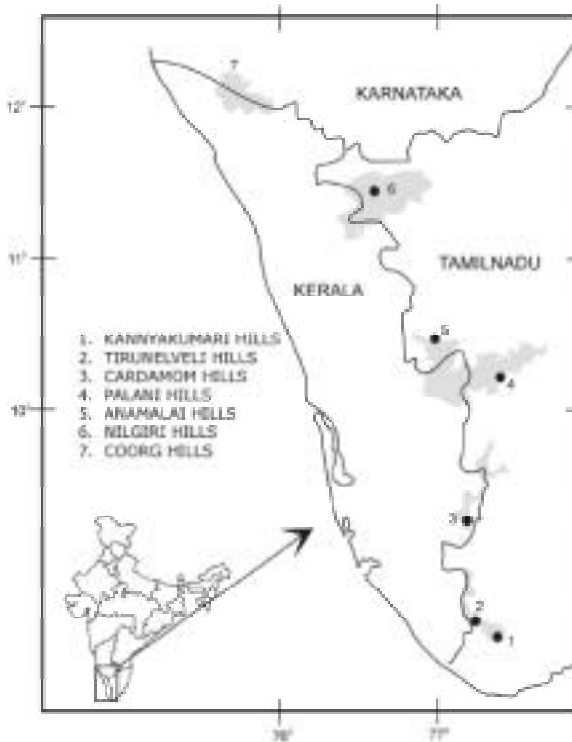 7
KARNATAKA
12°
6
11°
TAMILNADU
KERALA
5
1. KANNYAKUMARI HILLS
2. TIRUNELVELI HILLS
3. CARDAMOM HILLS
4. PALANI HILLS
5. ANAMALAI HILLS
6. NILGIRI HILLS
7. COORG HILLS
4
10°
3
2
1
76°
77°